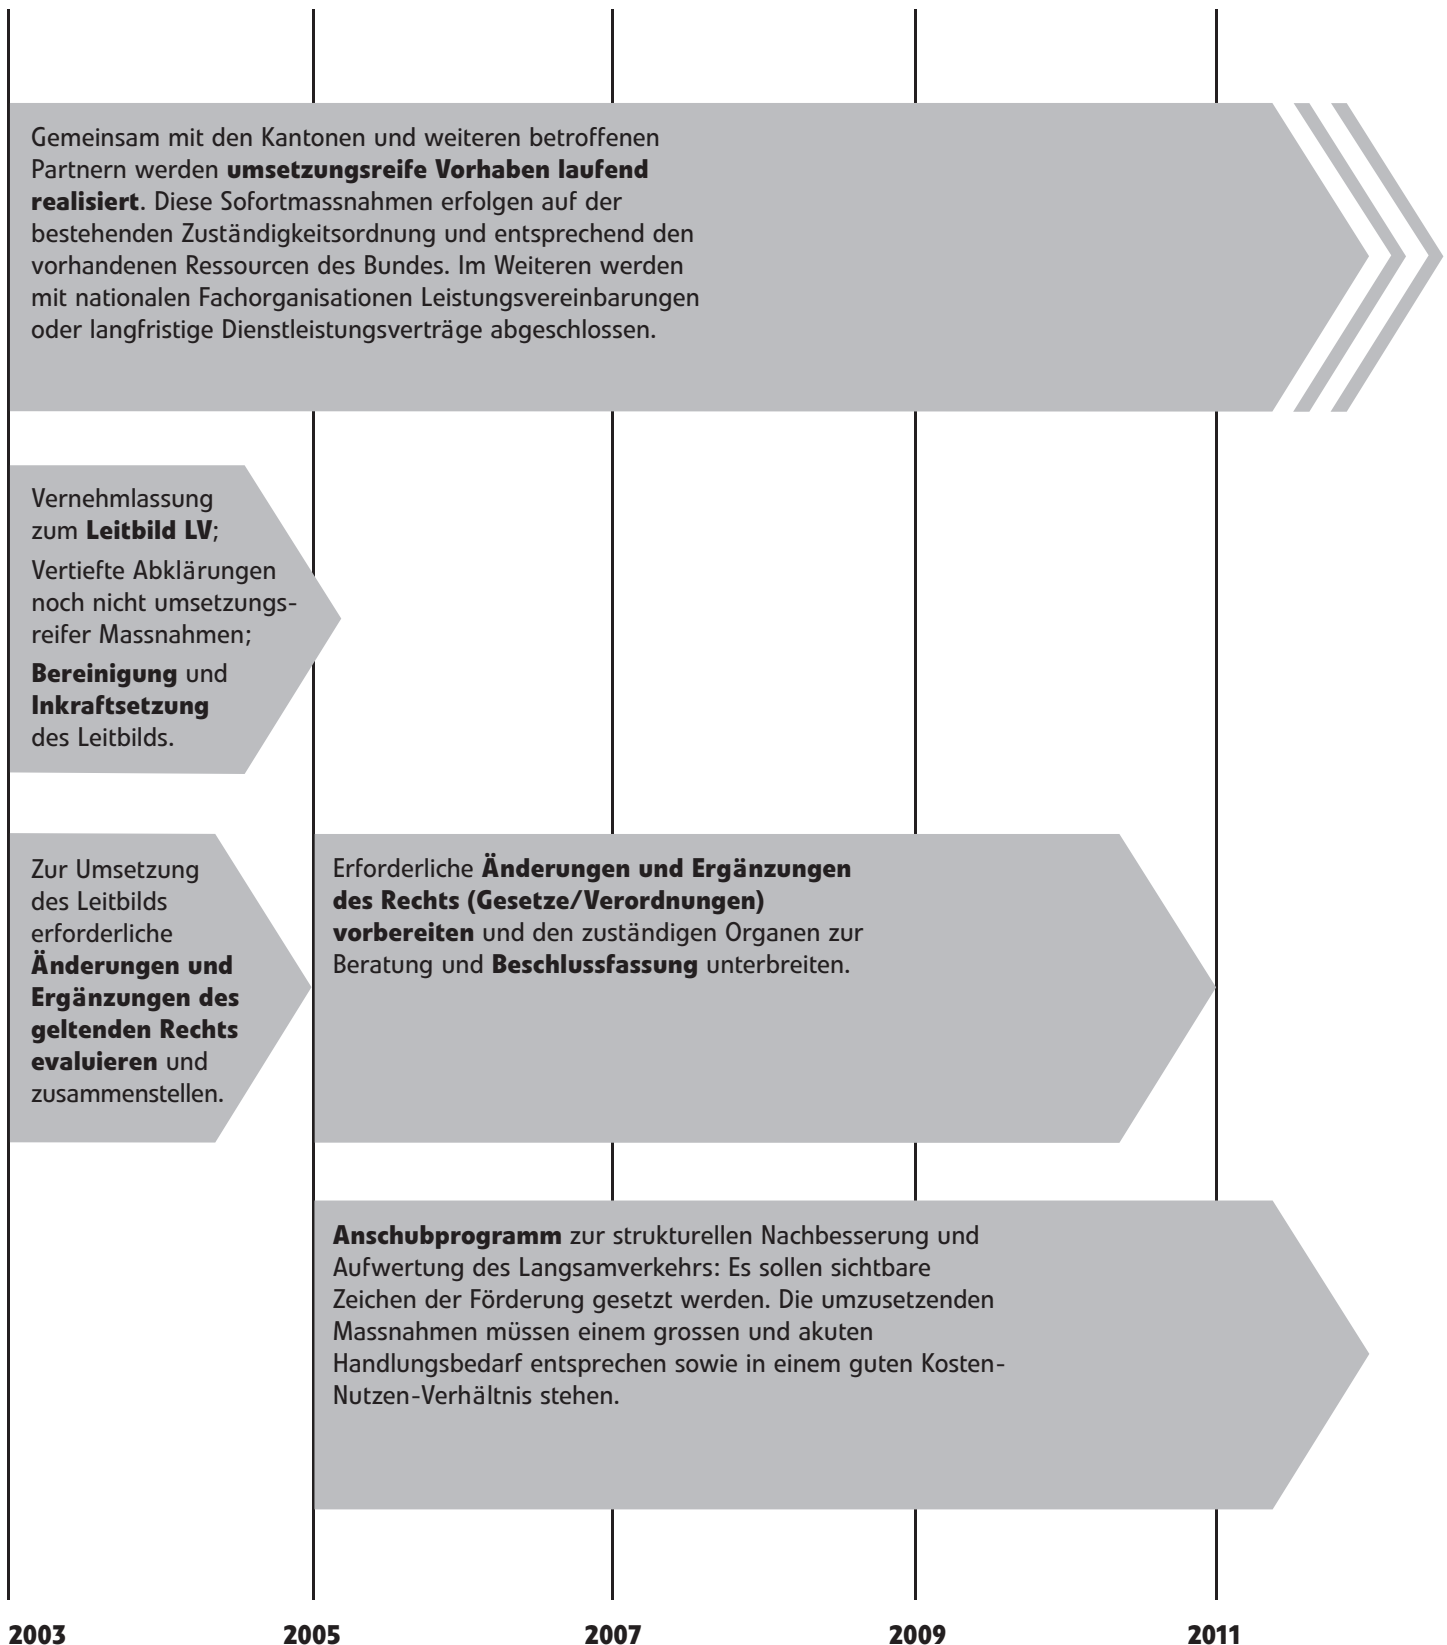 Gemeinsam mit den Kantonen und weiteren betroffenen
Partnern werden umsetzungsreife Vorhaben laufend
realisiert. Diese Sofortmassnahmen erfolgen auf der
bestehenden Zuständigkeitsordnung und entsprechend den
vorhandenen Ressourcen des Bundes. Im Weiteren werden
mit nationalen Fachorganisationen Leistungsvereinbarungen
oder langfristige Dienstleistungsverträge abgeschlossen.
Vernehmlassung
zum Leitbild LV;
Vertiefte Abklärungen
noch nicht umsetzungs-
reifer Massnahmen;
Bereinigung und
Inkraftsetzung
des Leitbilds.
Zur Umsetzung
des Leitbilds
erforderliche
Änderungen und
Ergänzungen des
geltenden Rechts
evaluieren und
zusammenstellen.
Erforderliche Änderungen und Ergänzungen
des Rechts (Gesetze/Verordnungen)
vorbereiten und den zuständigen Organen zur
Beratung und Beschlussfassung unterbreiten.
Anschubprogramm zur strukturellen Nachbesserung und
Aufwertung des Langsamverkehrs: Es sollen sichtbare
Zeichen der Förderung gesetzt werden. Die umzusetzenden
Massnahmen müssen einem grossen und akuten
Handlungsbedarf entsprechen sowie in einem guten Kosten-
Nutzen-Verhältnis stehen.
2003 2005 2007 2009 2011